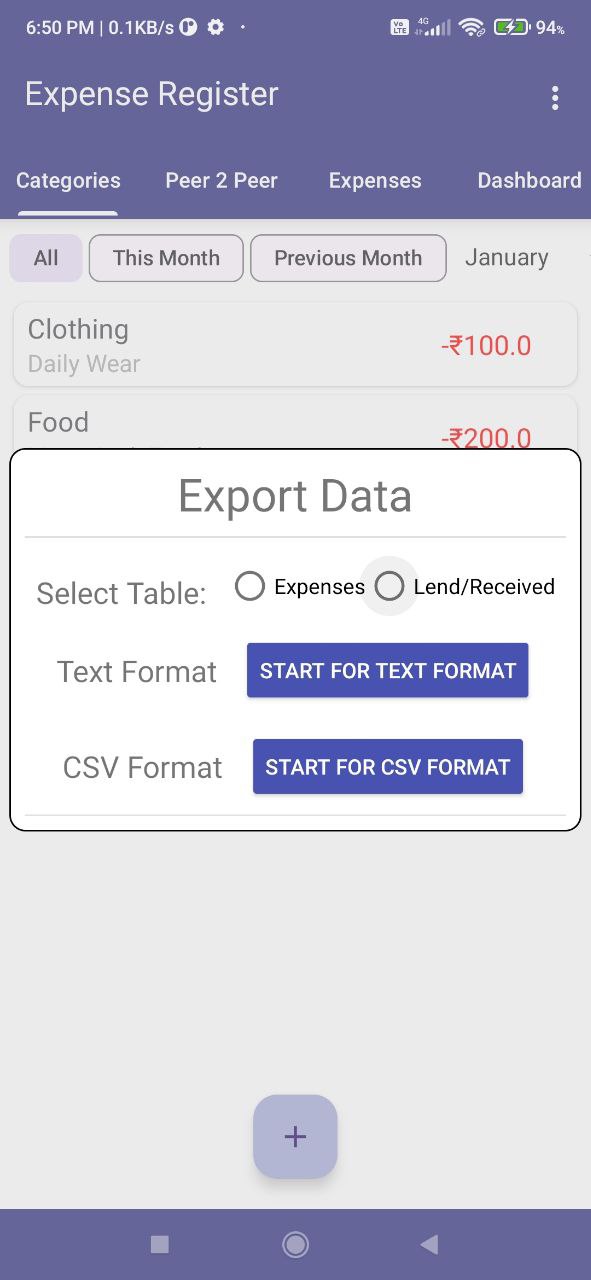 6:50 PM | 0.1KB/s
Vo LTE 4G 94%
Expense Register
Categories Peer 2 Peer Expenses Dashboard
All This Month Previous Month January
Clothing
Daily Wear
-₹100.0
Food
-₹200.0
Export Data
Select Table: Expenses Lend/Received
Text Format START FOR TEXT FORMAT
CSV Format START FOR CSV FORMAT
+